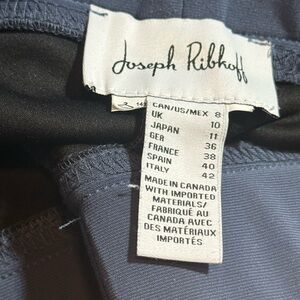 Joseph Ribkoff
CAN/US/MEX 8
UK 10
JAPAN 11
GER 36
FRANCE 38
SPAIN 40
ITALY 42
MADE IN CANADA
WITH IMPORTED
MATERIALS/
FABRIQUÉ AU
CANADA AVEC
DES MATÉRIAUX
IMPORTÉS